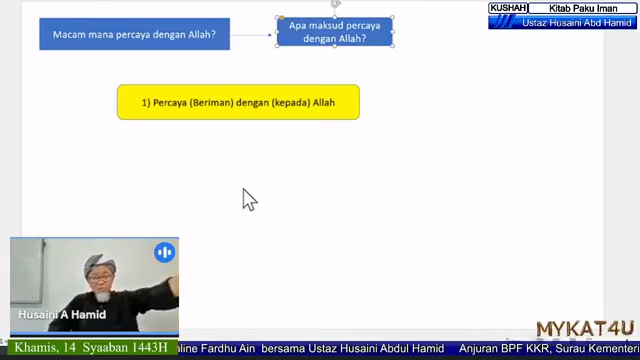 KUSHAH Kitab Paku Iman
Ustaz Husaini Abd Hamid
Macam mana percaya dengan Allah?
Apa maksud percaya
dengan Allah?
1) Percaya (Beriman) dengan (kepada) Allah
Husaini A Hamid
MYKAT4U
Khamis, 14 Syaaban 1443H
nline Fardhu Ain bersama Ustaz Husaini Abdul Hamid Anjuran BPF KKR, Surau Kementeri